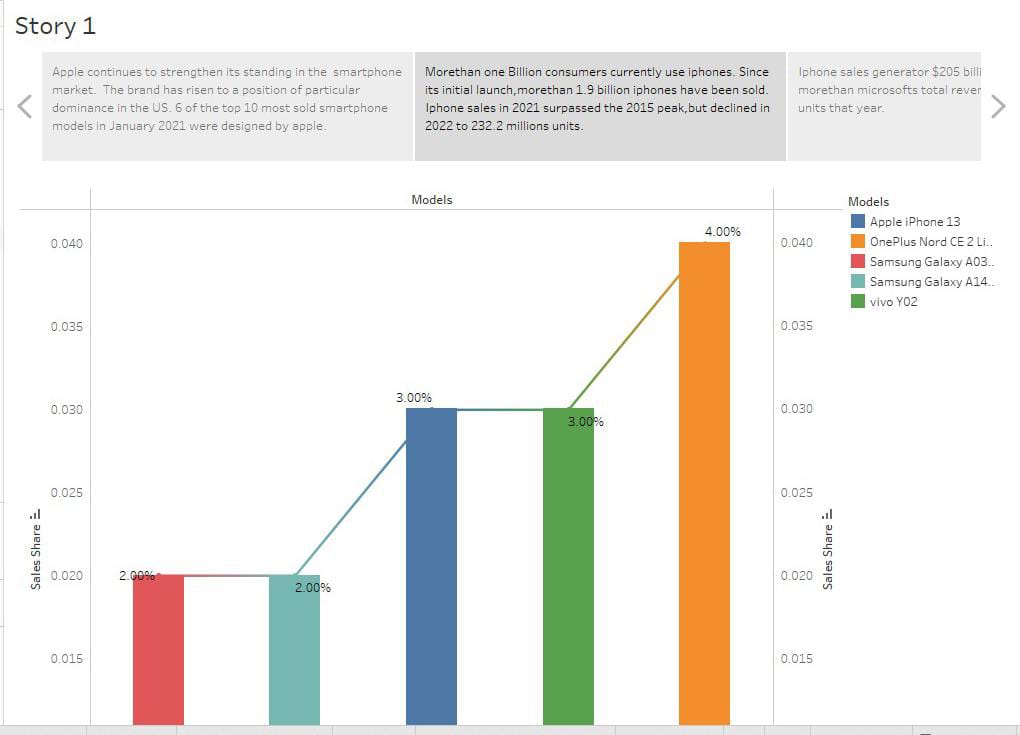 Story 1
Apple continues to strengthen its standing in the smartphone
market. The brand has risen to a position of particular
dominance in the US. 6 of the top 10 most sold smartphone
models in January 2021 were designed by apple.
Morethan one Billion consumers currently use iphones. Since
its initial launch,morethan 1.9 billion iphones have been sold.
Iphone sales in 2021 surpassed the 2015 peak,but declined in
2022 to 232.2 millions units.
Iphone sales generator $205 billi
morethan microsofts total rever
units that year.
Models
Models
Apple iPhone 13
OnePlus Nord CE 2 Li..
Samsung Galaxy A03..
Samsung Galaxy A14..
vivo Y02
4.00%
0.040
0.040
0.035
0.035
3.00%
0.030
0.030
3.00%
0.025
0.025
Sales Share
Sales Share
2.00%
0.020
0.020
2.00%
0.015
0.015